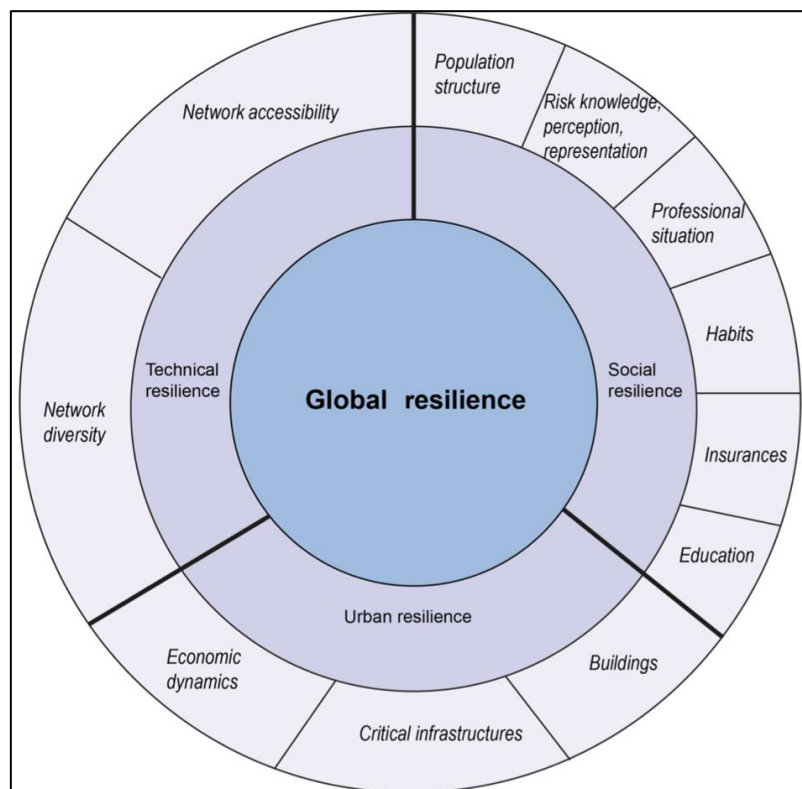 Population
structure
Network accessibility
Risk knowledge,
perception,
representation
Professional
situation
Habits
Technical
resilience
Social
resilience
Global resilience
Network
diversity
Insurances
Education
Urban resilience
Economic
dynamics
Buildings
Critical infrastructures